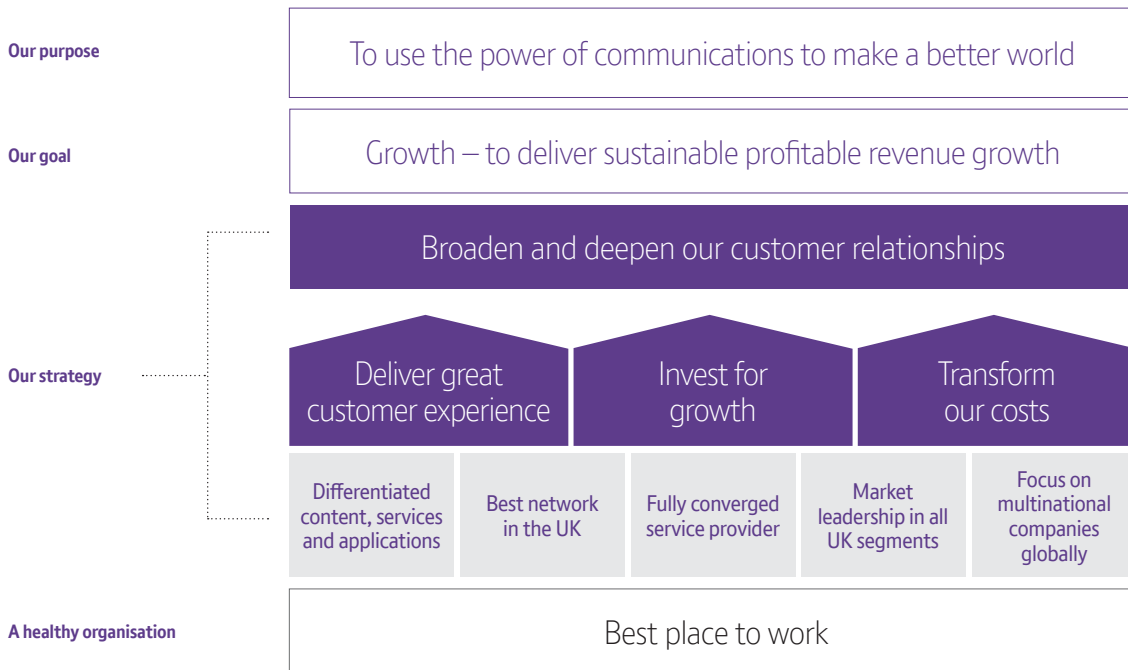 Our purpose
To use the power of communications to make a better world
Our goal
Growth – to deliver sustainable profitable revenue growth
Broaden and deepen our customer relationships
Our strategy
Deliver great
customer experience
Invest for
growth
Transform
our costs
Differentiated
content, services
and applications
Best network
in the UK
Fully converged
service provider
Market
leadership in all
UK segments
Focus on
multinational
companies
globally
A healthy organisation
Best place to work